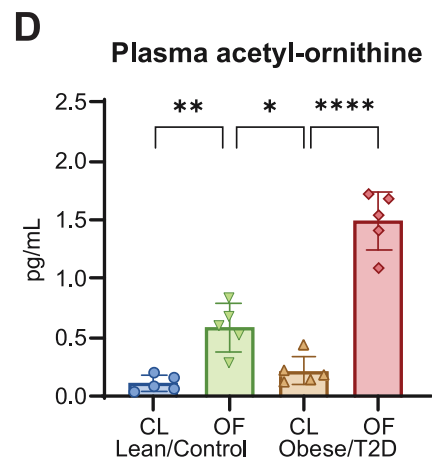 D
Plasma acetyl-ornithine
** * ****
2.5
2.0
1.5
1.0
0.5
0.0
pg/mL
CL OF CL OF
Lean/Control Obese/T2D